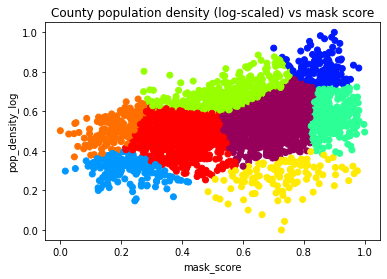 County population density (log-scaled) vs mask score
pop_density_log
1.0
0.8
0.6
0.4
0.2
0.0
0.0 0.2 0.4 0.6 0.8 1.0
mask_score